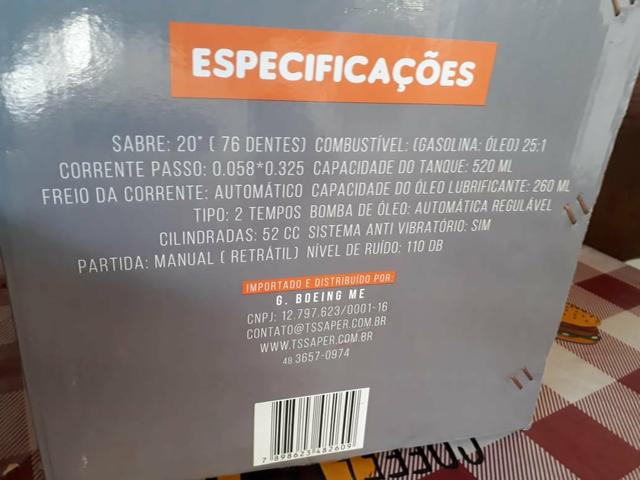 ESPECIFICAÇÕES
SABRE: 20" ( 76 DENTES) COMBUSTÍVEL: (GASOLINA: ÓLEO) 25:1
CORRENTE PASSO: 0.058*0.325 CAPACIDADE DO TANQUE: 520 ML
FREIO DA CORRENTE: AUTOMÁTICO CAPACIDADE DO ÓLEO LUBRIFICANTE: 260 ML
TIPO: 2 TEMPOS BOMBA DE ÓLEO: AUTOMÁTICA REGULÁVEL
CILINDRADAS: 52 CC SISTEMA ANTI VIBRATÓRIO: SIM
PARTIDA: MANUAL ( RETRÁTIL) NÍVEL DE RUÍDO: 110 DB
IMPORTADO E DISTRIBUÍDO POR:
G. BOEING ME
CNPJ: 12.797.623/0001-16
CONTATO@TSSAPER.COM.BR
WWW.TSSAPER.COM.BR
48 3657-0974
7 898623 482609